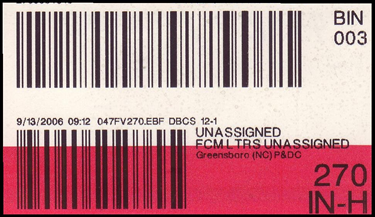 BIN
003
9/13/2006 09:12 047FV270.EBF DBCS 12-1
UNASSIGNED
FCM LTRS UNASSIGNED
Greensboro (NC) P&DC
270
IN-H